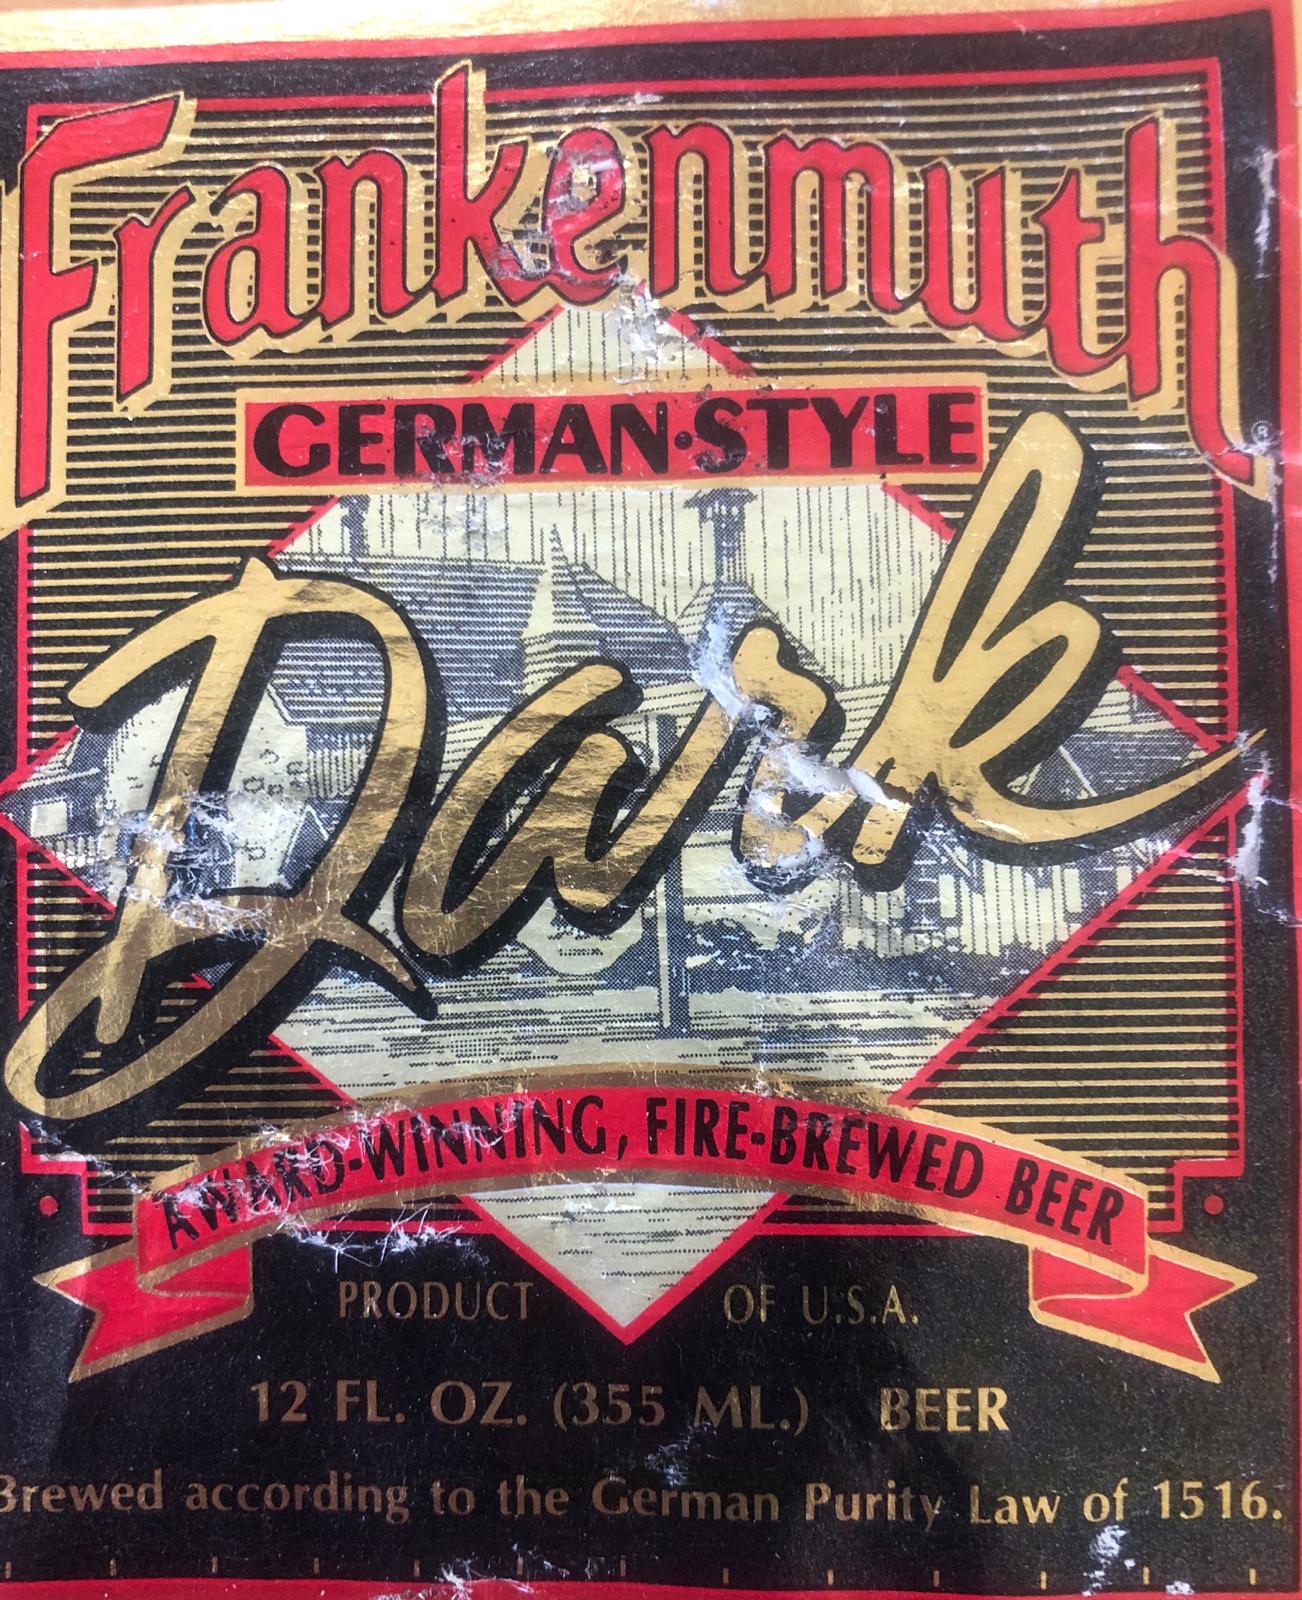 Frankenmuth
®
GERMAN•STYLE
Dark
AWARD-WINNING, FIRE-BREWED BEER
PRODUCT OF U.S.A.
12 FL. OZ. (355 ML.) BEER
Brewed according to the German Purity Law of 1516.